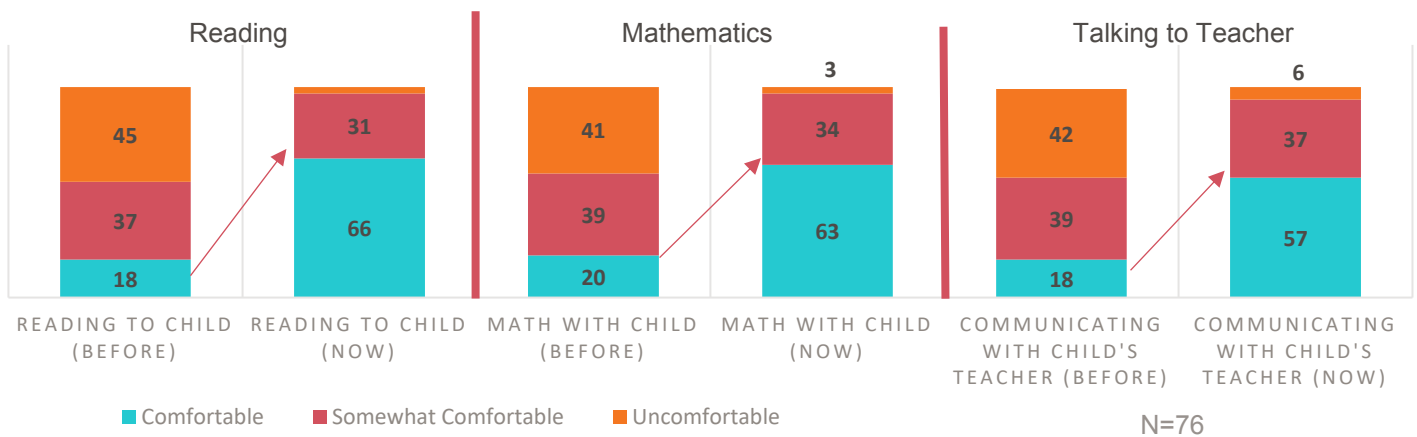 Reading
Mathematics
Talking to Teacher
45
37
18
31
66
41
39
20
3
34
63
42
39
18
6
37
57
READING TO CHILD
(BEFORE)
READING TO CHILD
(NOW)
MATH WITH CHILD
(BEFORE)
MATH WITH CHILD
(NOW)
COMMUNICATING
WITH CHILD'S
TEACHER (BEFORE)
COMMUNICATING
WITH CHILD'S
TEACHER (NOW)
Comfortable
Somewhat Comfortable
Uncomfortable
N=76